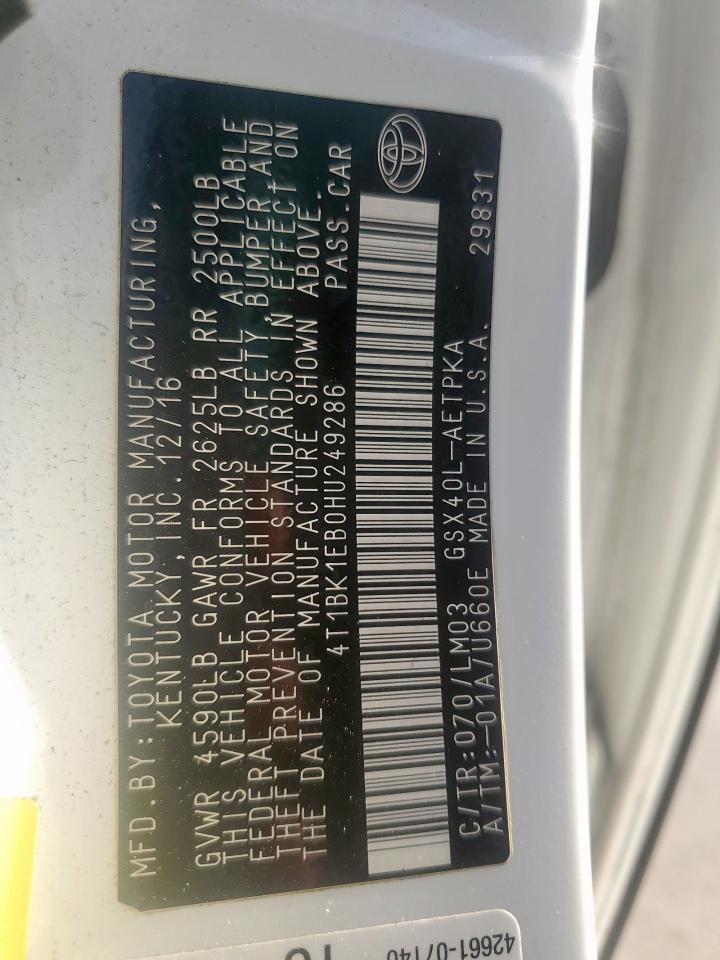 MFD.BY:TOYOTA MOTOR MANUFACTURING,
KENTUCKY, INC. 12/16
GVWR 4590LB GAWR FR 2625LB RR 2500LB
THIS VEHICLE CONFORMS TO ALL APPLICABLE
FEDERAL MOTOR VEHICLE SAFETY, BUMPER, AND
THEFT PREVENTION STANDARDS IN EFFECT ON
THE DATE OF MANUFACTURE SHOWN ABOVE.
4T1BK1EB0HU249286 PASS.CAR
C/TR:070/LM03 GSX40L-AETPKA
A/TM:-01A/U660E MADE IN U.S.A. 29831
42661-07140